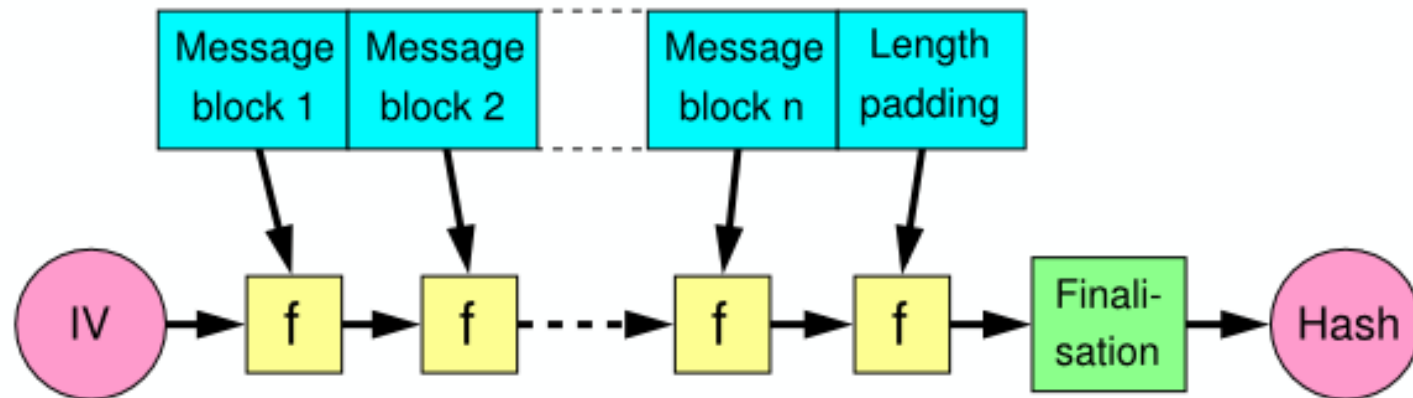 Message
block 1
Message
block 2
Message
block n
Length
padding
IV
f
f
f
f
Finali-
sation
Hash